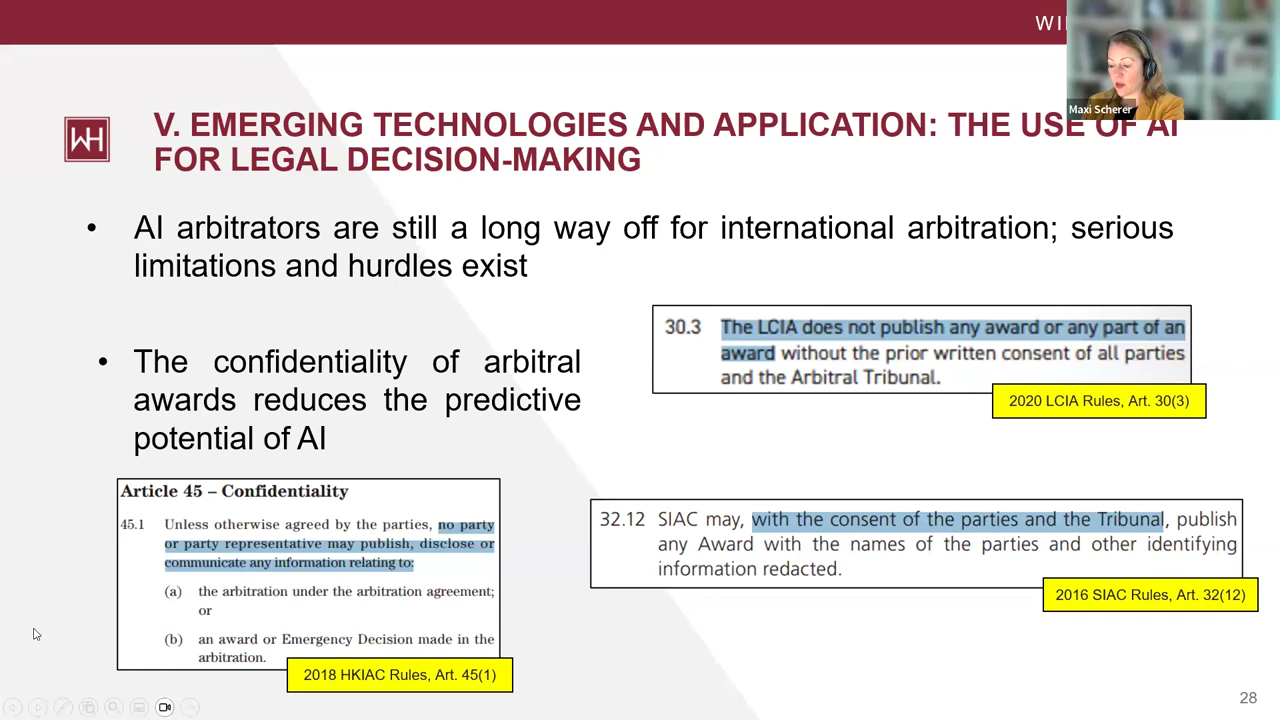 WI
Maxi Scherer
WH
V. EMERGING TECHNOLOGIES AND APPLICATION: THE USE OF AI
FOR LEGAL DECISION-MAKING
• AI arbitrators are still a long way off for international arbitration; serious
limitations and hurdles exist
• The confidentiality of arbitral
awards reduces the predictive
potential of AI
30.3 The LCIA does not publish any award or any part of an
award without the prior written consent of all parties
and the Arbitral Tribunal.
2020 LCIA Rules, Art. 30(3)
Article 45 – Confidentiality
45.1 Unless otherwise agreed by the parties, no party
or party representative may publish, disclose or
communicate any information relating to:
(a) the arbitration under the arbitration agreement;
or
(b) an award or Emergency Decision made in the
arbitration.
2018 HKIAC Rules, Art. 45(1)
32.12 SIAC may, with the consent of the parties and the Tribunal, publish
any Award with the names of the parties and other identifying
information redacted.
2016 SIAC Rules, Art. 32(12)
28